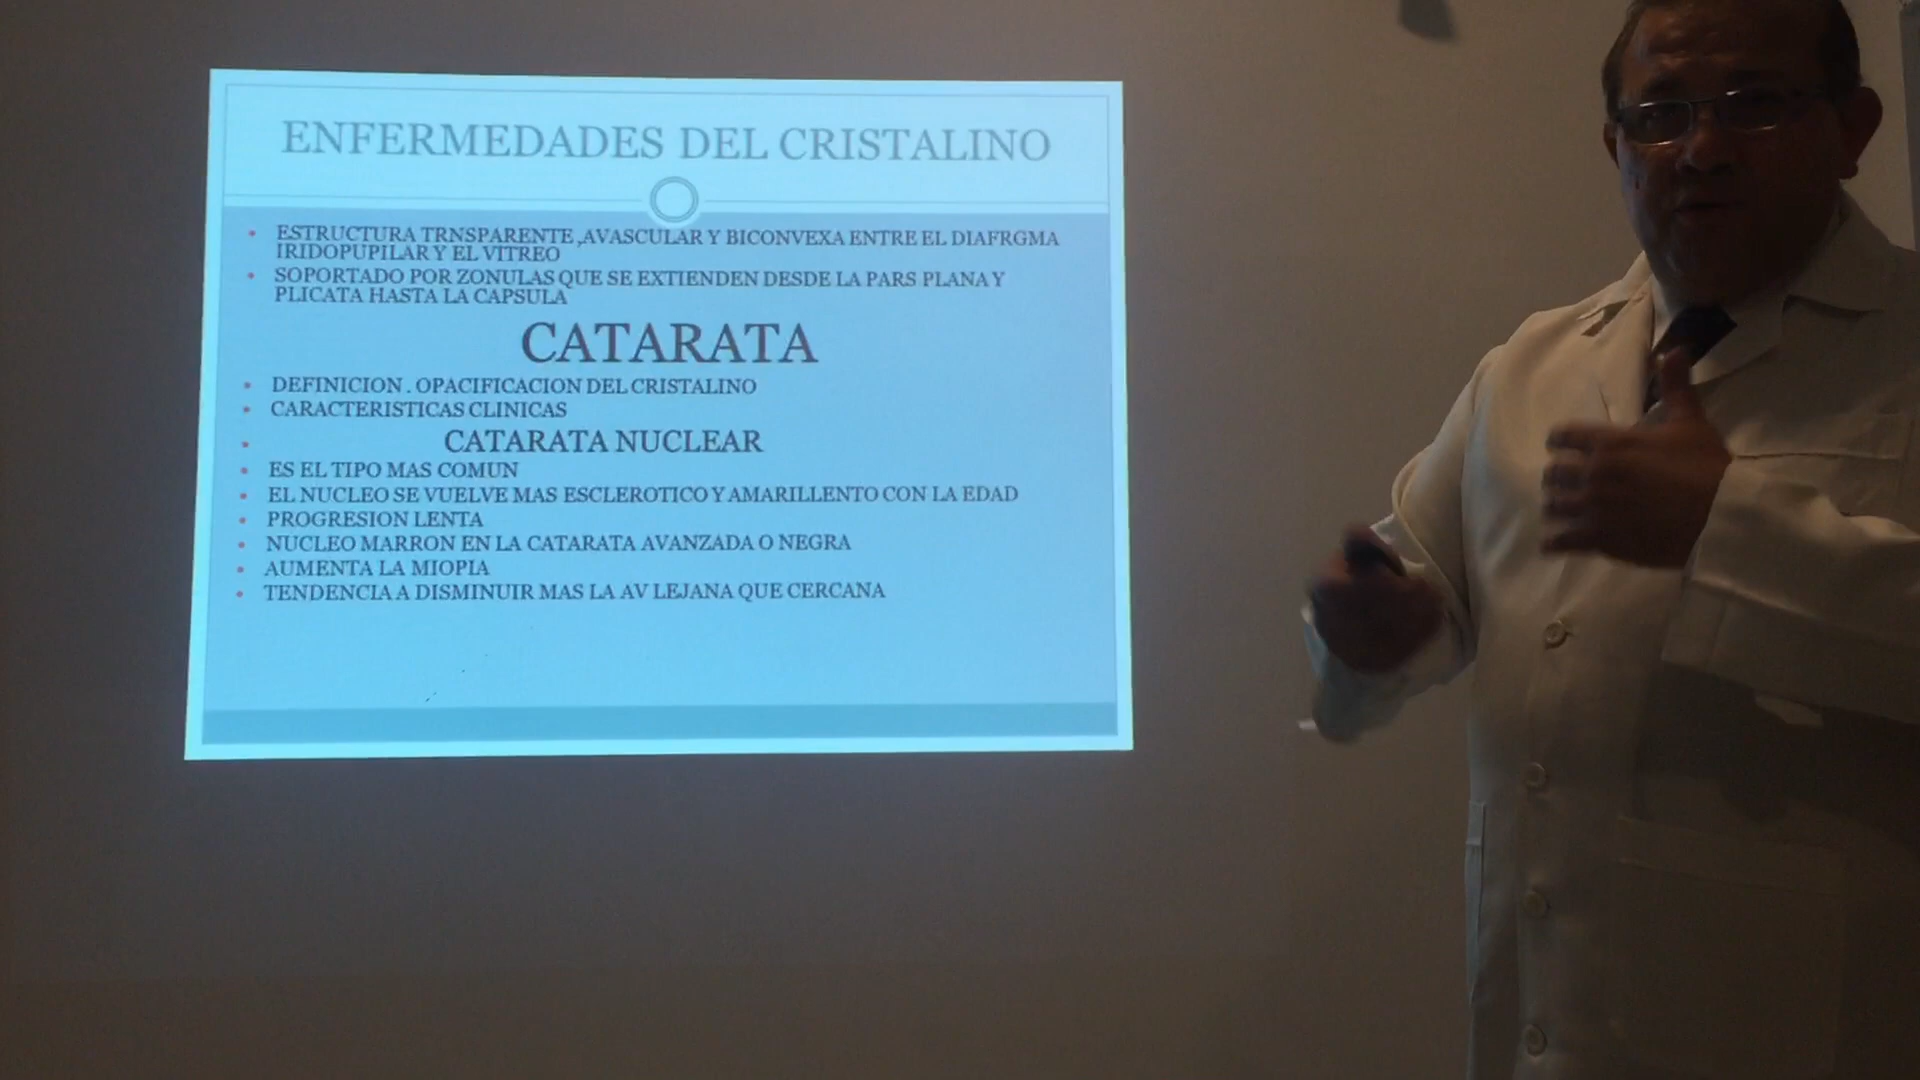 ENFERMEDADES DEL CRISTALINO
• ESTRUCTURA TRNSPARENTE ,AVASCULAR Y BICONVEXA ENTRE EL DIAFRGMA
IRIDOPUPILAR Y EL VITREO
• SOPORTADO POR ZONULAS QUE SE EXTIENDEN DESDE LA PARS PLANA Y
PLICATA HASTA LA CAPSULA
CATARATA
• DEFINICION . OPACIFICACION DEL CRISTALINO
• CARACTERISTICAS CLINICAS
• CATARATA NUCLEAR
• ES EL TIPO MAS COMUN
• EL NUCLEO SE VUELVE MAS ESCLEROTICO Y AMARILLENTO CON LA EDAD
• PROGRESION LENTA
• NUCLEO MARRON EN LA CATARATA AVANZADA O NEGRA
• AUMENTA LA MIOPIA
• TENDENCIA A DISMINUIR MAS LA AV LEJANA QUE CERCANA